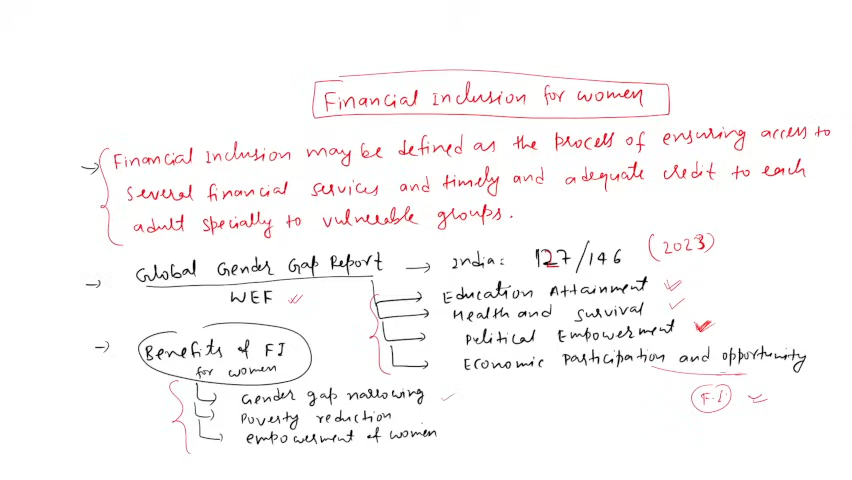 Financial Inclusion for women
Financial Inclusion may be defined as the process of ensuring access to
several financial services and timely and adequate credit to each
adult specially to vulnerable groups.
Global Gender Gap Report → India: 127/146 (2023)
WEF
Education Attainment
Health and Survival
Political Empowerment
Economic Participation and opportunity
F.I.
Benefits of FI
for women
Gender gap narrowing
Poverty reduction
empowerment of women